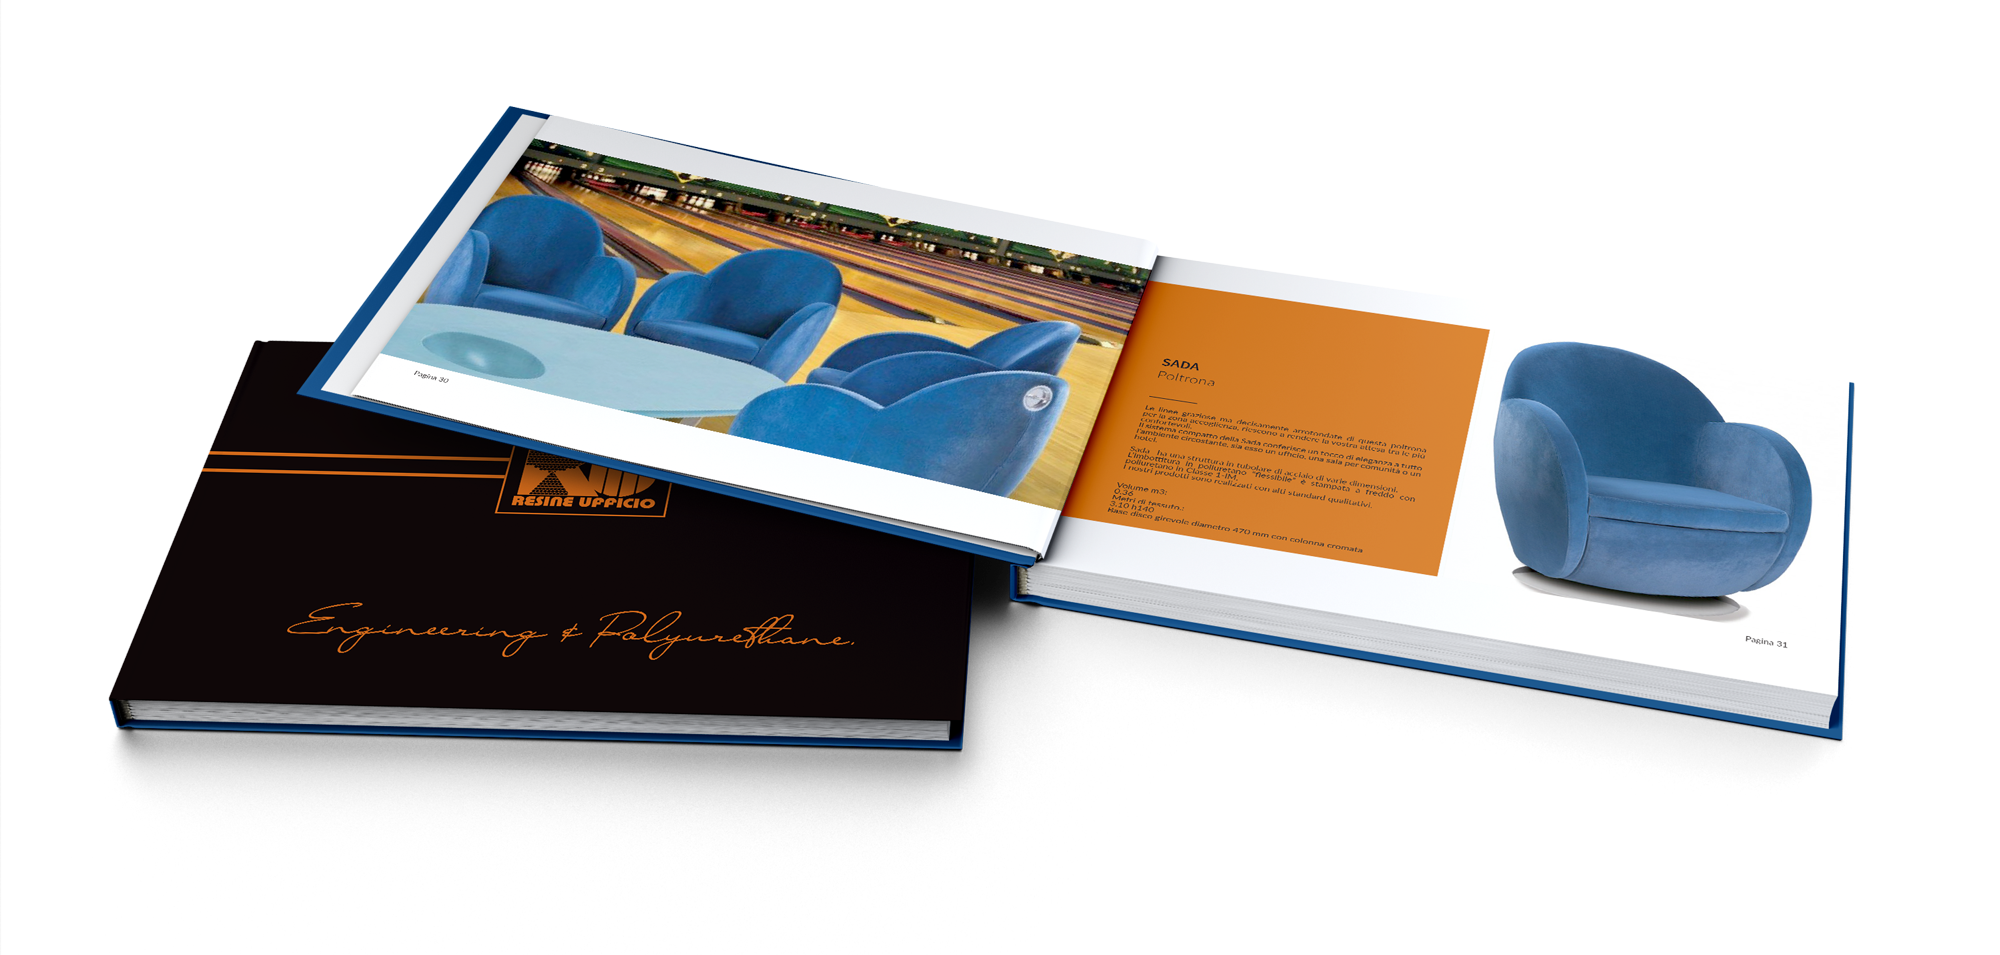 RESINE UFFICIO
Engineering & Polyurethane.
Pagina 30
SADA
Poltrona
Le linee graziose ma decisamente arrotondate di questa poltrona
per la zona accoglienza, riescono a rendere la vostra attesa tra le più
confortevoli.
Il sistema compatto della Sada conferisce un tocco di eleganza a tutto
l'ambiente circostante, sia esso un ufficio, una sala per comunità o un
hotel.
Sada ha una struttura in tubolare di acciaio di varie dimensioni.
L'imbottitura in poliuretano "flessibile" è stampata a freddo con
poliuretano in Classe 1-IM.
I nostri prodotti sono realizzati con alti standard qualitativi.
Volume m3:
0.36
Metri di tessuto.:
3.10 h140
Base disco girevole diametro 470 mm con colonna cromata
Pagina 31